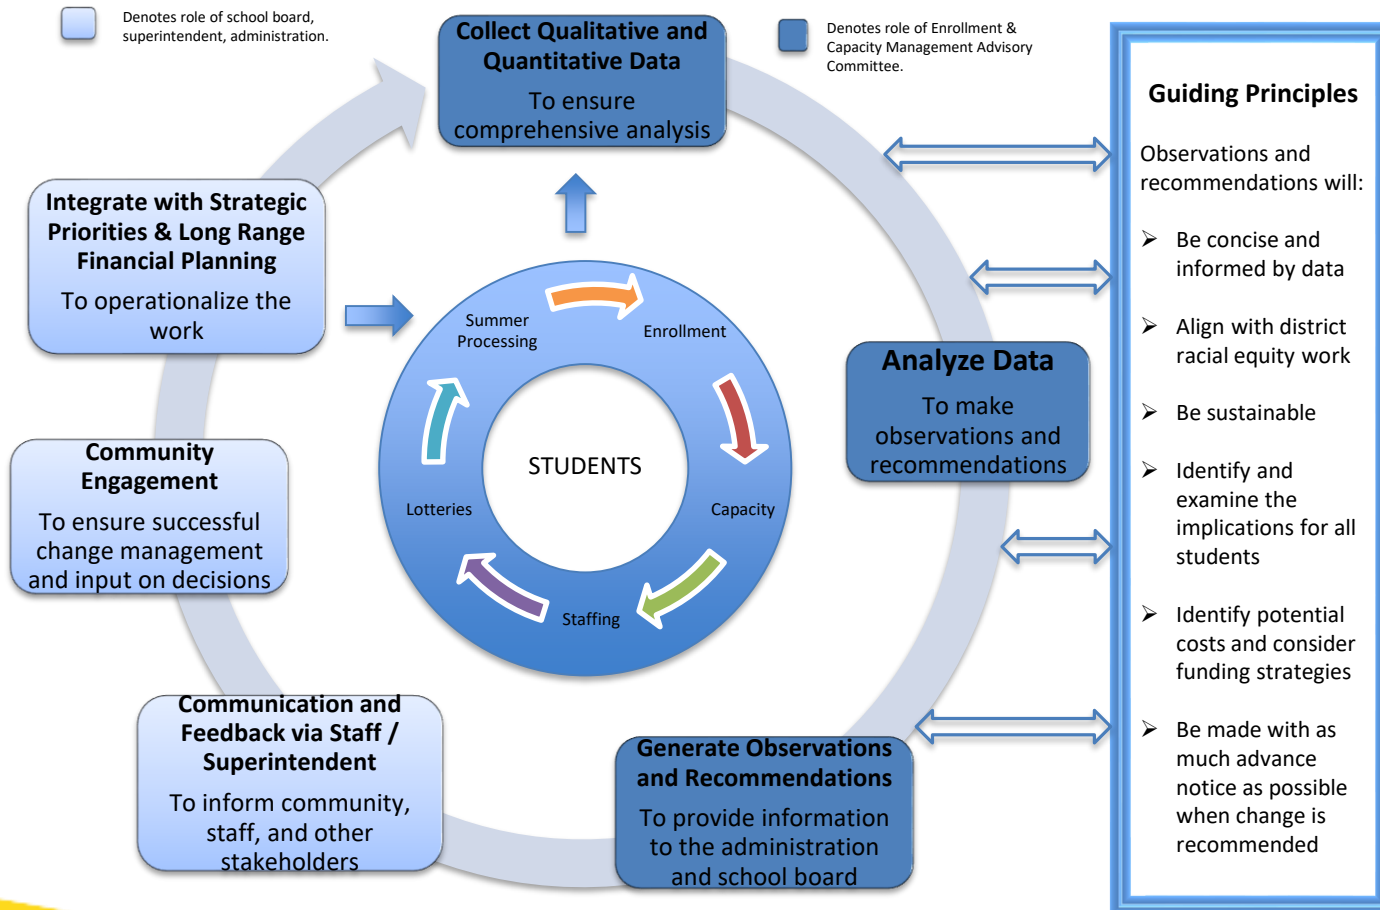 Denotes role of school board,
superintendent, administration.
Collect Qualitative and
Quantitative Data
To ensure
comprehensive analysis
Denotes role of Enrollment &
Capacity Management Advisory
Committee.
Integrate with Strategic
Priorities & Long Range
Financial Planning
To operationalize the
work
Community
Engagement
To ensure successful
change management
and input on decisions
Communication and
Feedback via Staff /
Superintendent
To inform community,
staff, and other
stakeholders
Generate Observations
and Recommendations
To provide information
to the administration
and school board
Analyze Data
To make
observations and
recommendations
Summer
Processing
Enrollment
Capacity
Staffing
Lotteries
STUDENTS
Guiding Principles
Observations and
recommendations will:
➢ Be concise and
informed by data
➢ Align with district
racial equity work
➢ Be sustainable
➢ Identify and
examine the
implications for all
students
➢ Identify potential
costs and consider
funding strategies
➢ Be made with as
much advance
notice as possible
when change is
recommended